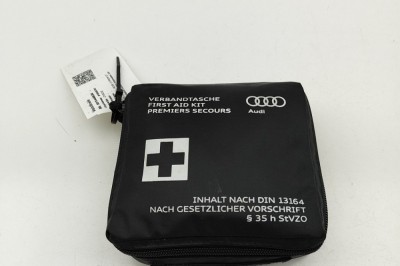 VERBANDTASCHE
FIRST AID KIT
PREMIERS SECOURS
Audi
INHALT NACH DIN 13164
NACH GESETZLICHER VORSCHRIFT
§ 35 h StVZO